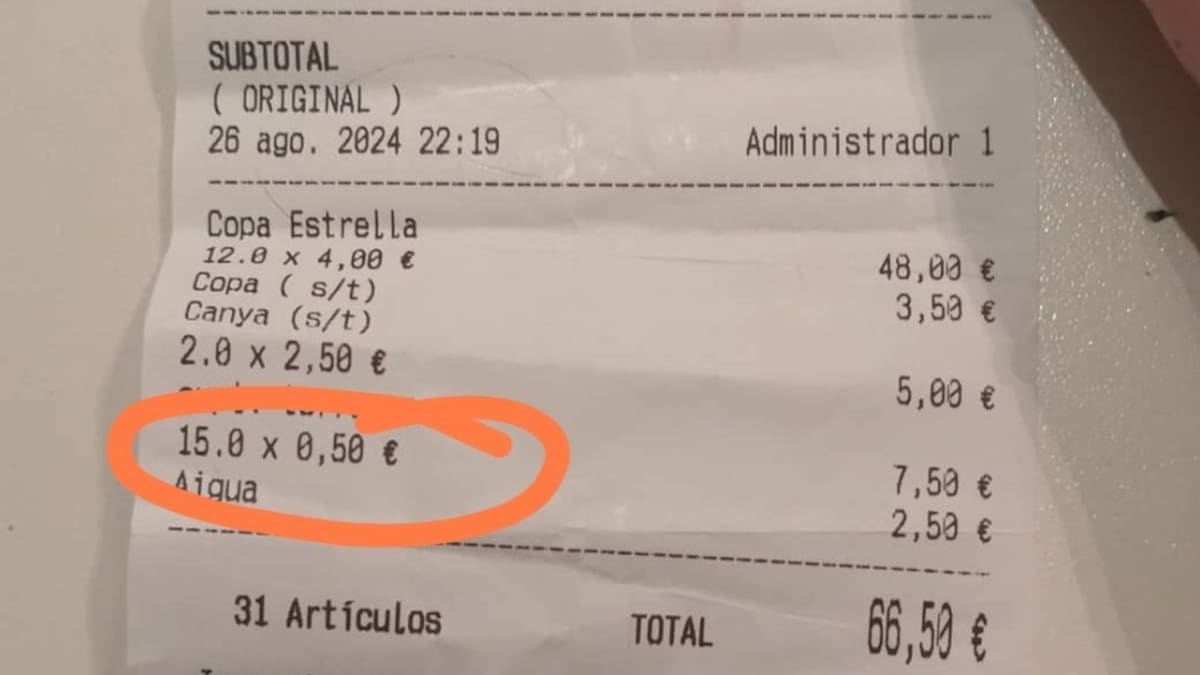 SUBTOTAL
( ORIGINAL )
26 ago. 2024 22:19 Administrador 1
Copa Estrella
12.0 x 4,00 € 48,00 €
Copa ( s/t) 3,50 €
Canya (s/t)
2.0 x 2,50 € 5,00 €
15.0 x 0,50 € 7,50 €
Aigua 2,50 €
31 Artículos TOTAL 66,50 €